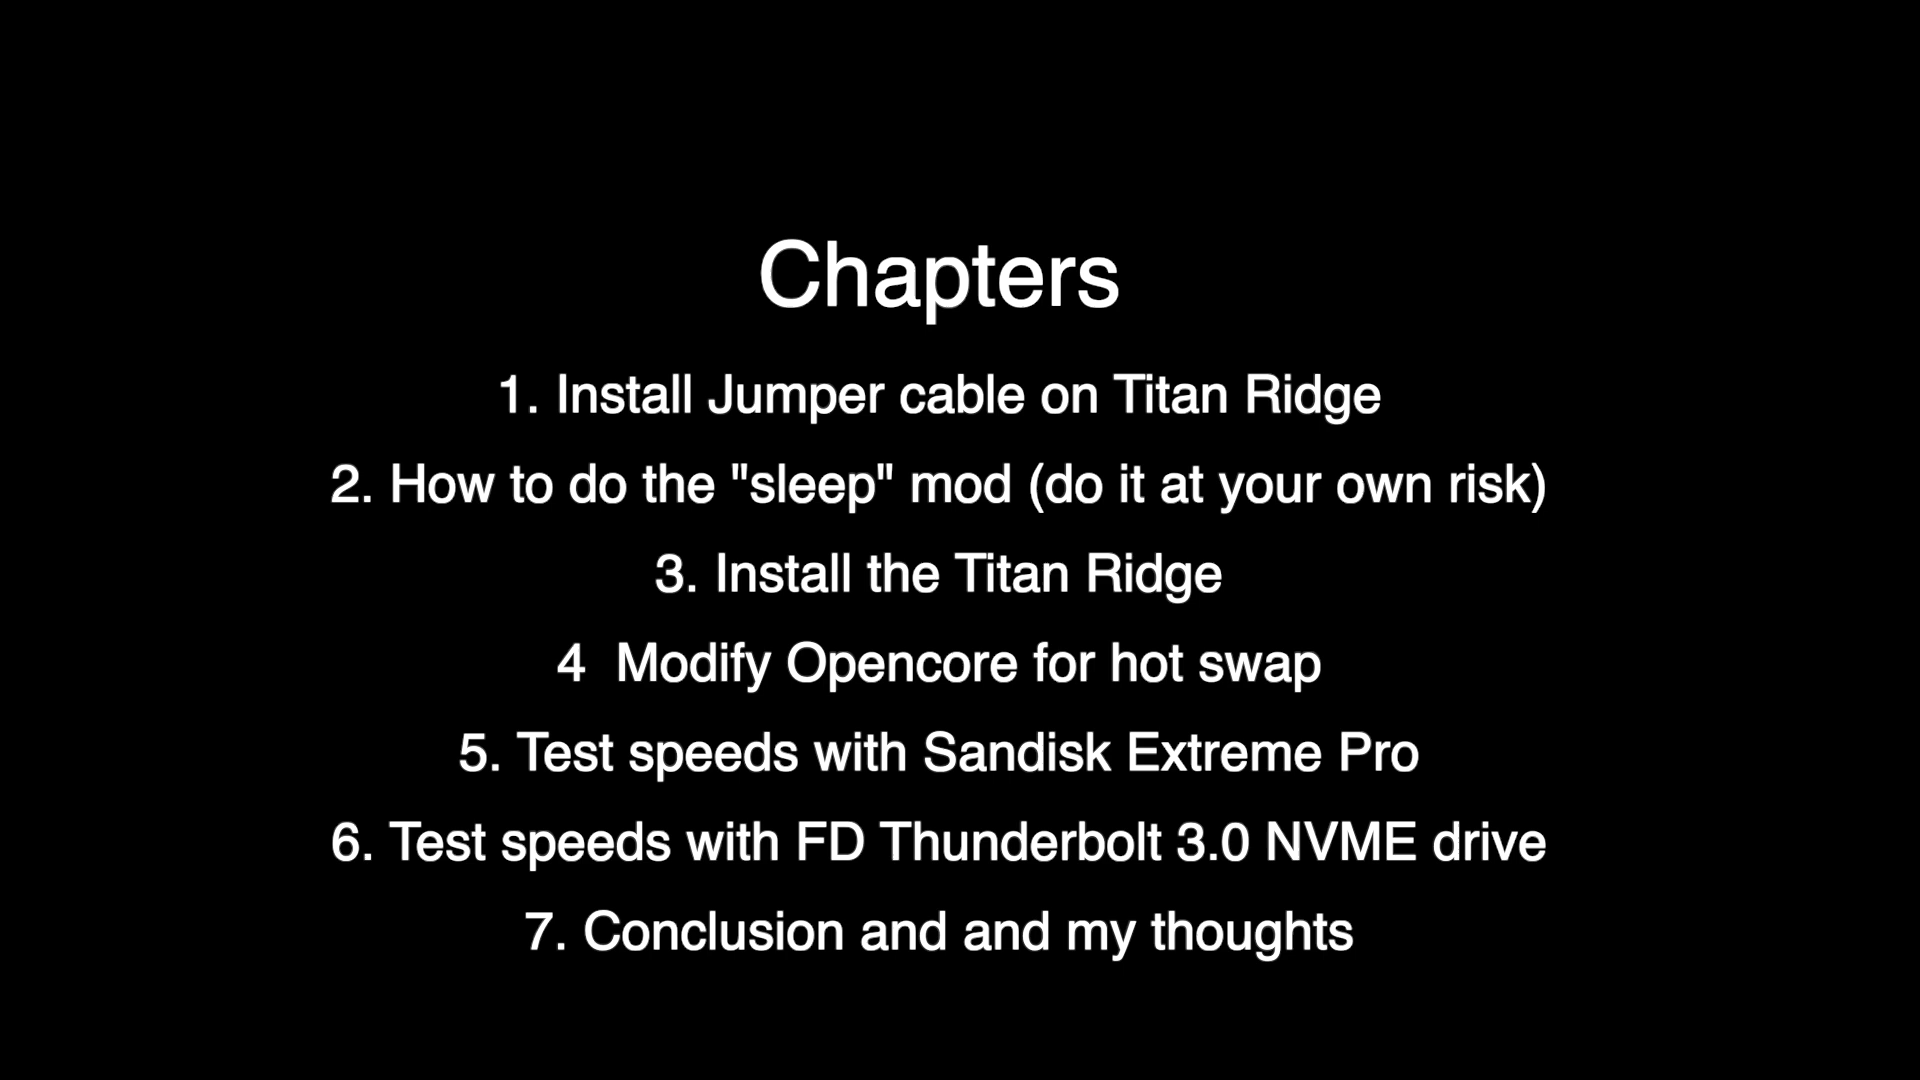 Chapters
1. Install Jumper cable on Titan Ridge
2. How to do the "sleep" mod (do it at your own risk)
3. Install the Titan Ridge
4  Modify Opencore for hot swap
5. Test speeds with Sandisk Extreme Pro
6. Test speeds with FD Thunderbolt 3.0 NVME drive
7. Conclusion and and my thoughts